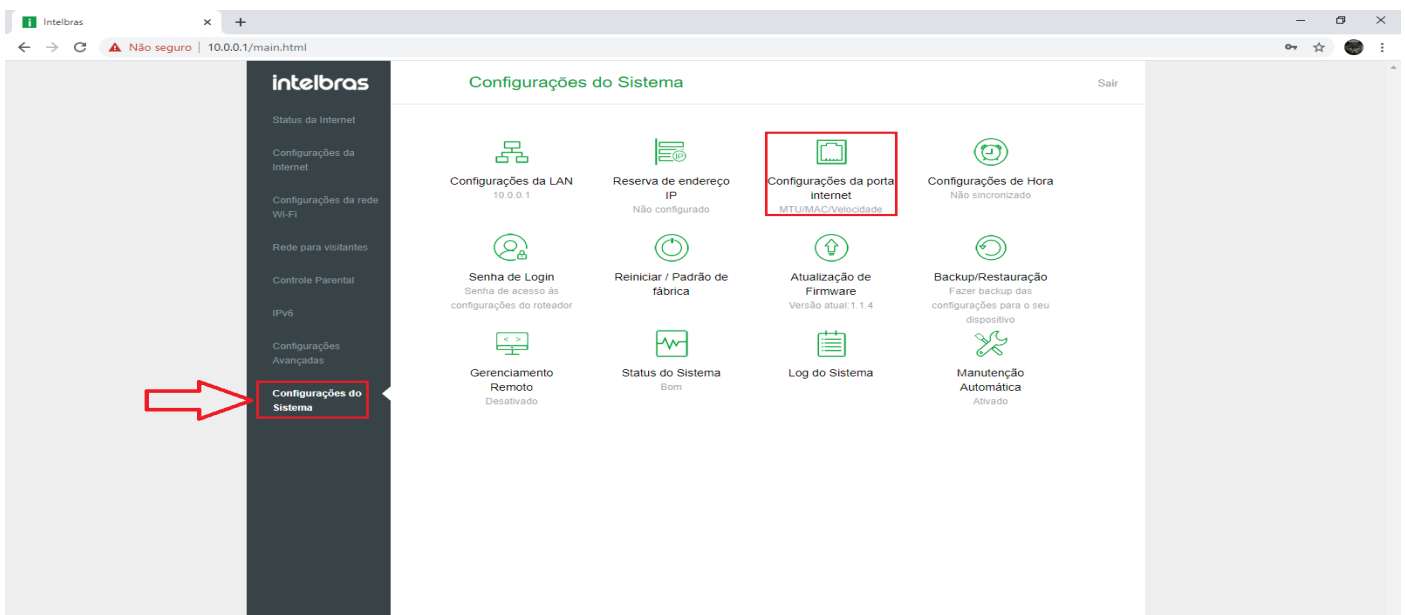 Intelbras
Não seguro | 10.0.0.1/main.html
intelbras
Configurações do Sistema
Sair
Status da Internet
Configurações da
Internet
Configurações da rede
Wi-Fi
Rede para visitantes
Controle Parental
IPv6
Configurações
Avançadas
Configurações do
Sistema
Configurações da LAN
10.0.0.1
Reserva de endereço
IP
Não configurado
Configurações da porta
internet
MTU/MAC/Velocidade
Configurações de Hora
Não sincronizado
Senha de Login
Senha de acesso ás
configurações do roteador
Reiniciar / Padrão de
fábrica
Atualização de
Firmware
Versão atual:1.1.4
Backup/Restauração
Fazer backup das
configurações para o seu
dispositivo
Gerenciamento
Remoto
Desativado
Status do Sistema
Bom
Log do Sistema
Manutenção
Automática
Ativado